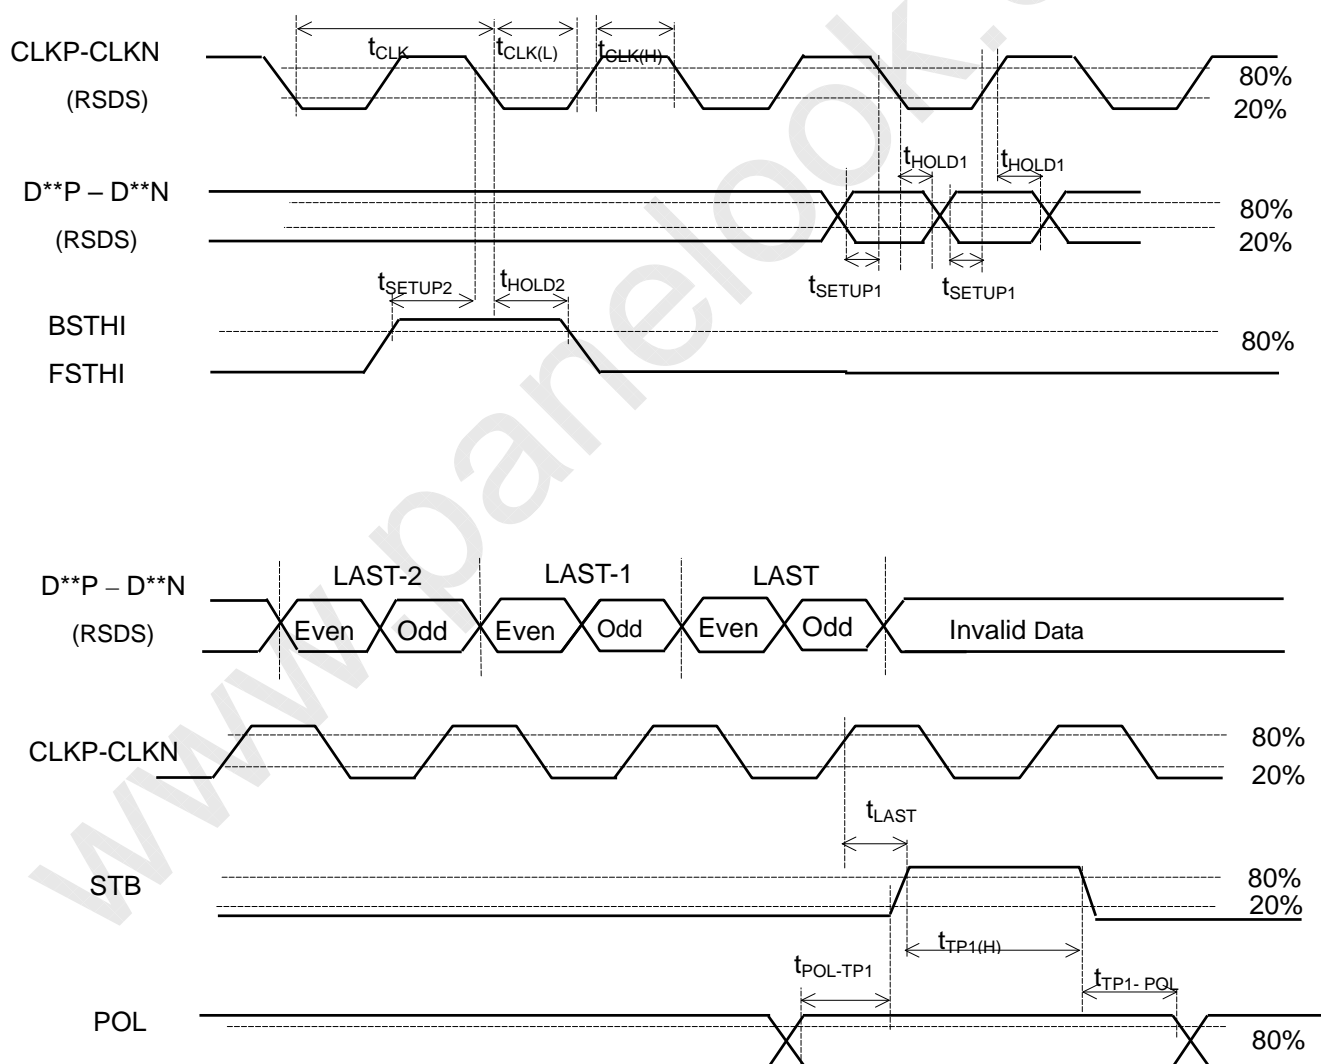 tCLK tCLK(L) tCLK(H)
CLKP-CLKN
(RSDS)
80%
20%
tHOLD1 tHOLD1
D**P – D**N
(RSDS)
80%
20%
tSETUP1 tSETUP1
tSETUP2 tHOLD2
BSTHI
80%
FSTHI
LAST-2 LAST-1 LAST
D**P – D**N
(RSDS)
Even Odd Even Odd Even Odd Invalid Data
CLKP-CLKN
80%
20%
tLAST
STB
80%
20%
tTP1(H)
tPOL-TP1
tTP1- POL
POL
80%
www.panelook.